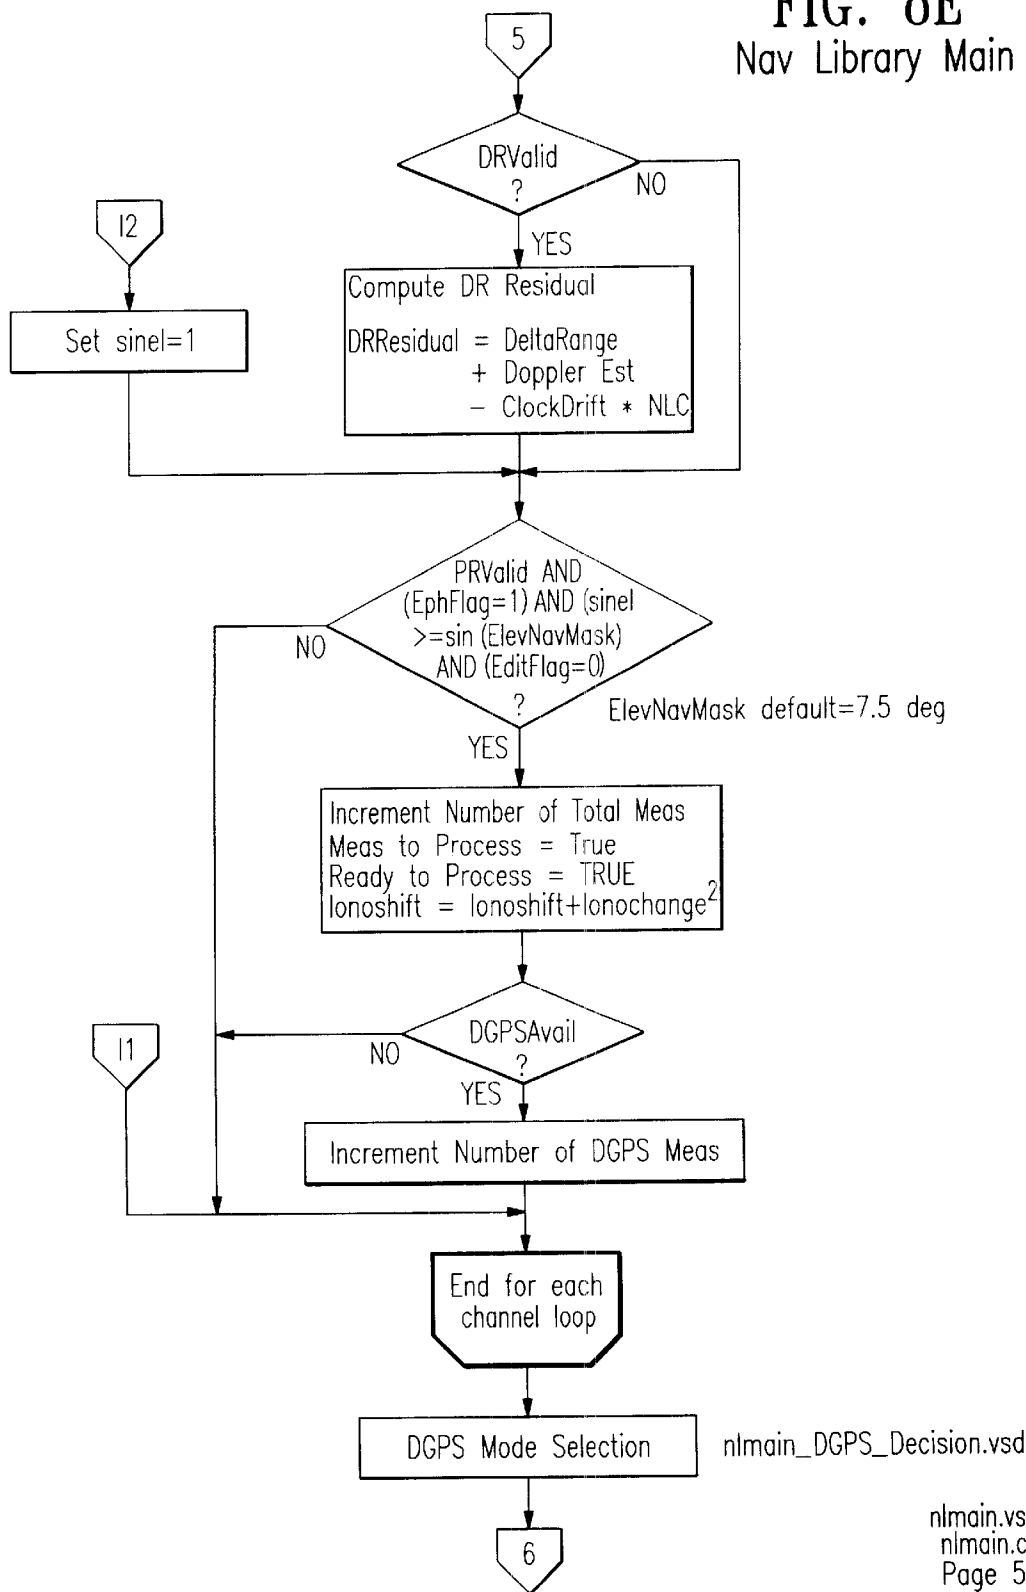 FIG. 8E
Nav Library Main
5
DRValid
?
NO
YES
I2
Set sinel=1
Compute DR Residual
DRResidual = DeltaRange
+ Doppler Est
- ClockDrift * NLC
PRValid AND
(EphFlag=1) AND (sinel
>=sin (ElevNavMask)
AND (EditFlag=0)
?
NO
YES
ElevNavMask default=7.5 deg
Increment Number of Total Meas
Meas to Process = True
Ready to Process = TRUE
Ionoshift = Ionoshift+Ionochange²
DGPSAvail
?
NO
YES
I1
Increment Number of DGPS Meas
End for each
channel loop
DGPS Mode Selection
nlmain_DGPS_Decision.vsd
nlmain.vs
nlmain.c
Page 5
6